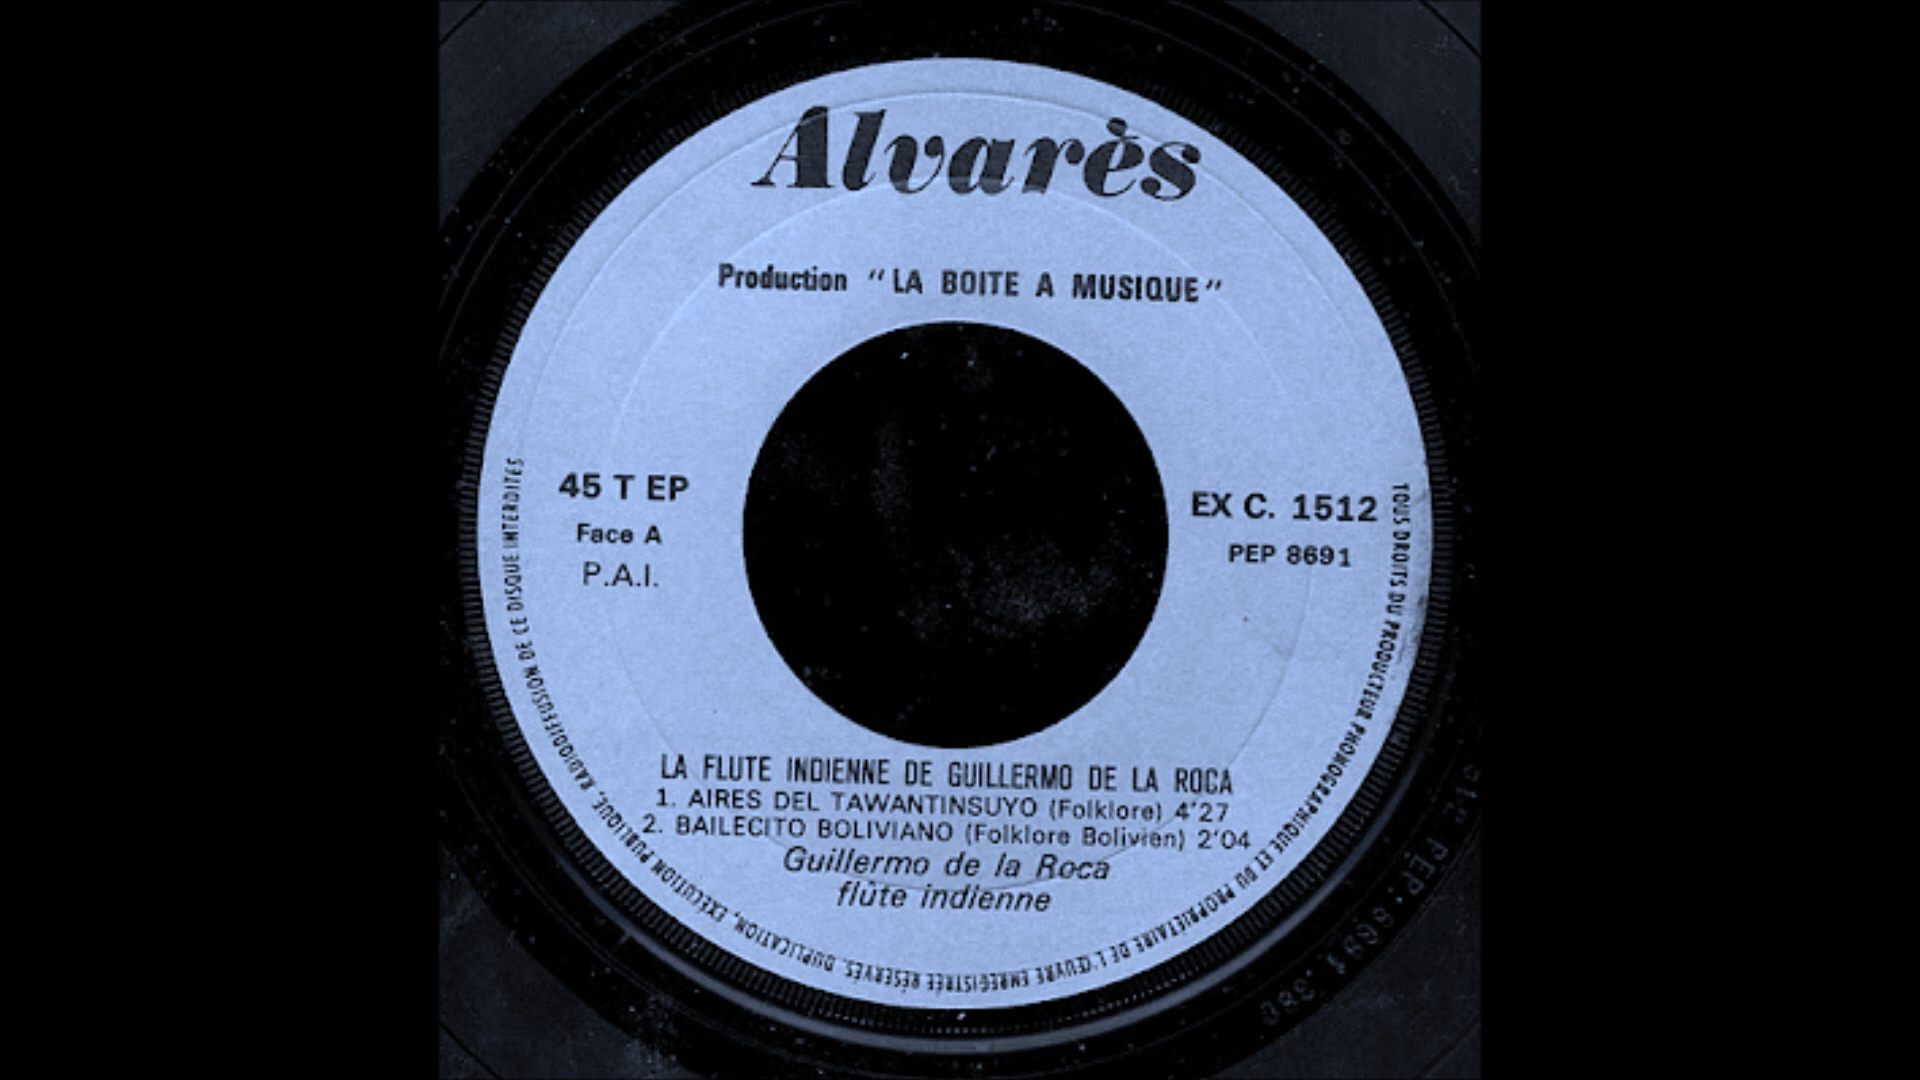 Alvarès
Production "LA BOITE A MUSIQUE"
45 T EP
Face A
P.A.I.
EX C. 1512
PEP 8691
LA FLUTE INDIENNE DE GUILLERMO DE LA ROCA
1. AIRES DEL TAWANTINSUYO (Folklore) 4'27
2. BAILECITO BOLIVIANO (Folklore Bolivien) 2'04
Guillermo de la Roca
flûte indienne
TOUS DROITS DU PRODUCTEUR PHONOGRAPHIQUE ET DU PROPRIÉTAIRE DE L'ŒUVRE ENREGISTRÉE RÉSERVÉS. DUPLICATION, EXÉCUTION PUBLIQUE, RADIODIFFUSION DE CE DISQUE INTERDITES